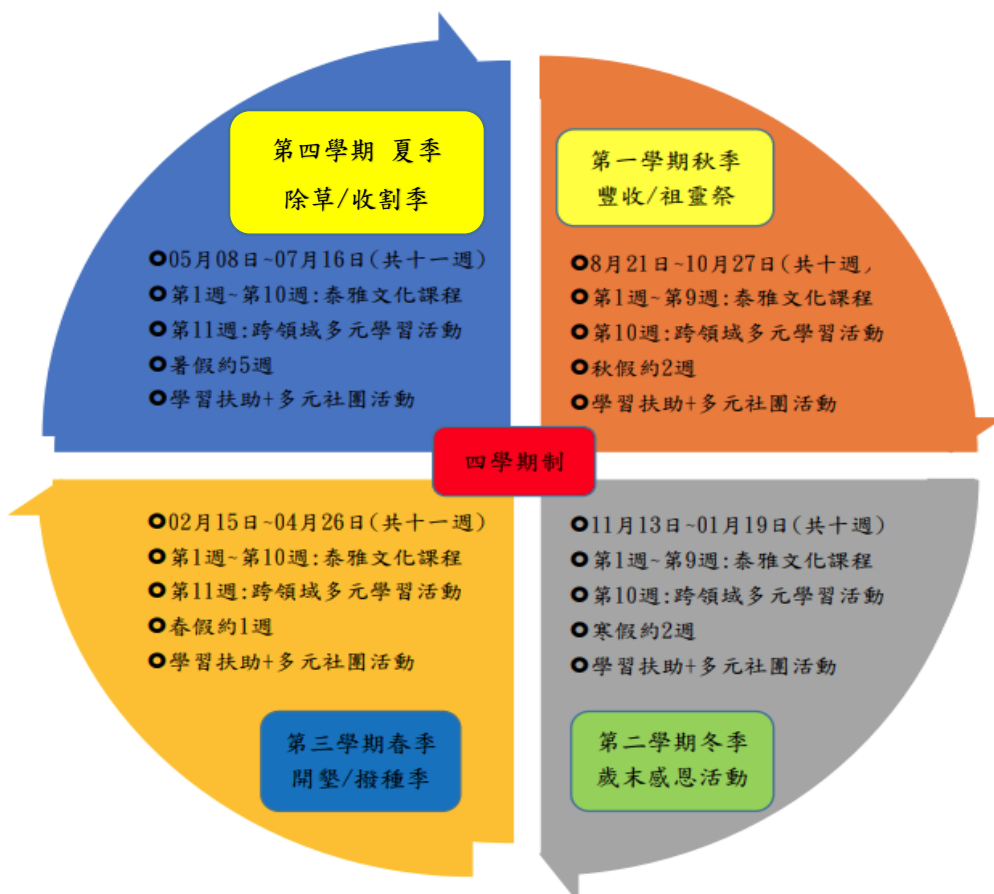 第四學期 夏季
除草/收割季
05月08日~07月16日(共十一週)
第1週~第10週:泰雅文化課程
第11週:跨領域多元學習活動
暑假約5週
學習扶助+多元社團活動
第一學期秋季
豐收/祖靈祭
8月21日~10月27日(共十週
第1週~第9週:泰雅文化課程
第10週:跨領域多元學習活動
秋假約2週
學習扶助+多元社團活動
四學期制
02月15日~04月26日(共十一週)
第1週~第10週:泰雅文化課程
第11週:跨領域多元學習活動
春假約1週
學習扶助+多元社團活動
第三學期春季
開墾/撥種季
11月13日~01月19日(共十週)
第1週~第9週:泰雅文化課程
第10週:跨領域多元學習活動
寒假約2週
學習扶助+多元社團活動
第二學期冬季
歲末感恩活動